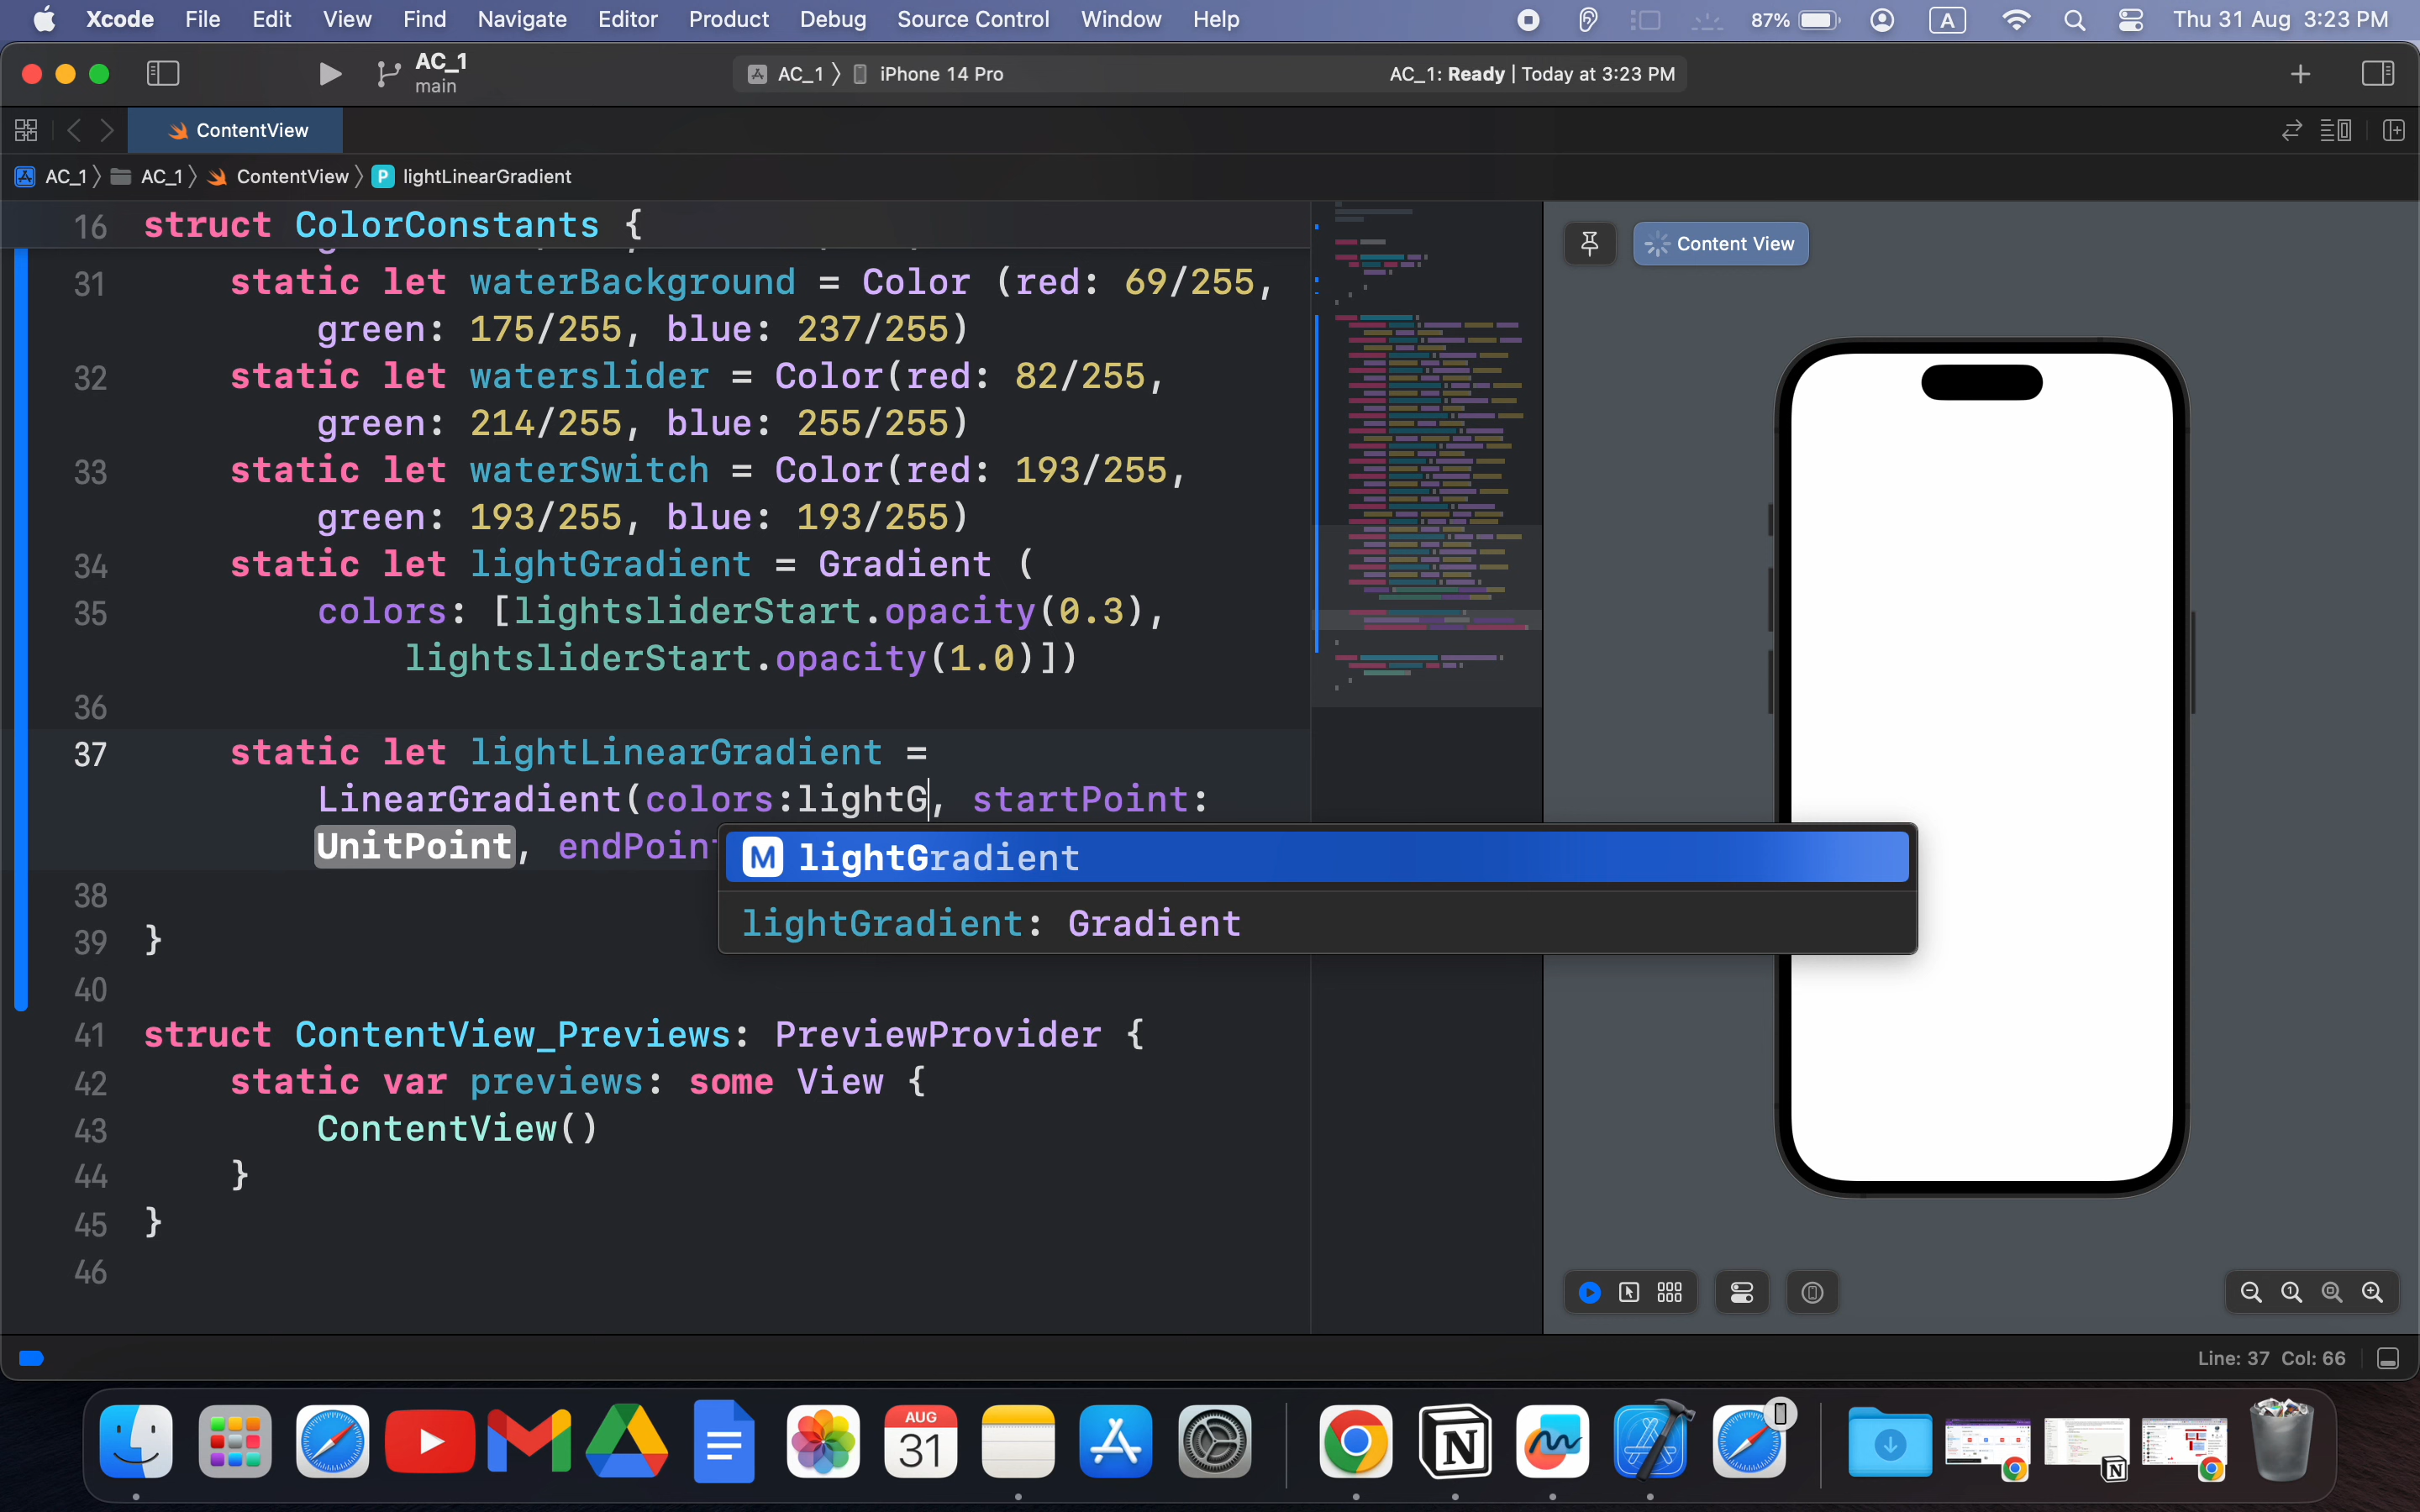 Xcode File Edit View Find Navigate Editor Product Debug Source Control Window Help 87% A Thu 31 Aug 3:23 PM
AC_1
main
AC_1 〉 iPhone 14 Pro
AC_1: Ready | Today at 3:23 PM
ContentView
AC_1 〉 AC_1 〉 ContentView 〉 P lightLinearGradient
16 struct ColorConstants {
31 static let waterBackground = Color (red: 69/255,
green: 175/255, blue: 237/255)
32 static let waterslider = Color(red: 82/255,
green: 214/255, blue: 255/255)
33 static let waterSwitch = Color(red: 193/255,
green: 193/255, blue: 193/255)
34 static let lightGradient = Gradient (
35 colors: [lightsliderStart.opacity(0.3),
lightsliderStart.opacity(1.0)])
36
37 static let lightLinearGradient =
LinearGradient(colors:lightG, startPoint:
UnitPoint, endPoint
M lightGradient
lightGradient: Gradient
38
39 }
40
41 struct ContentView_Previews: PreviewProvider {
42 static var previews: some View {
43 ContentView()
44 }
45 }
46
Content View
Line: 37 Col: 66
AUG
31